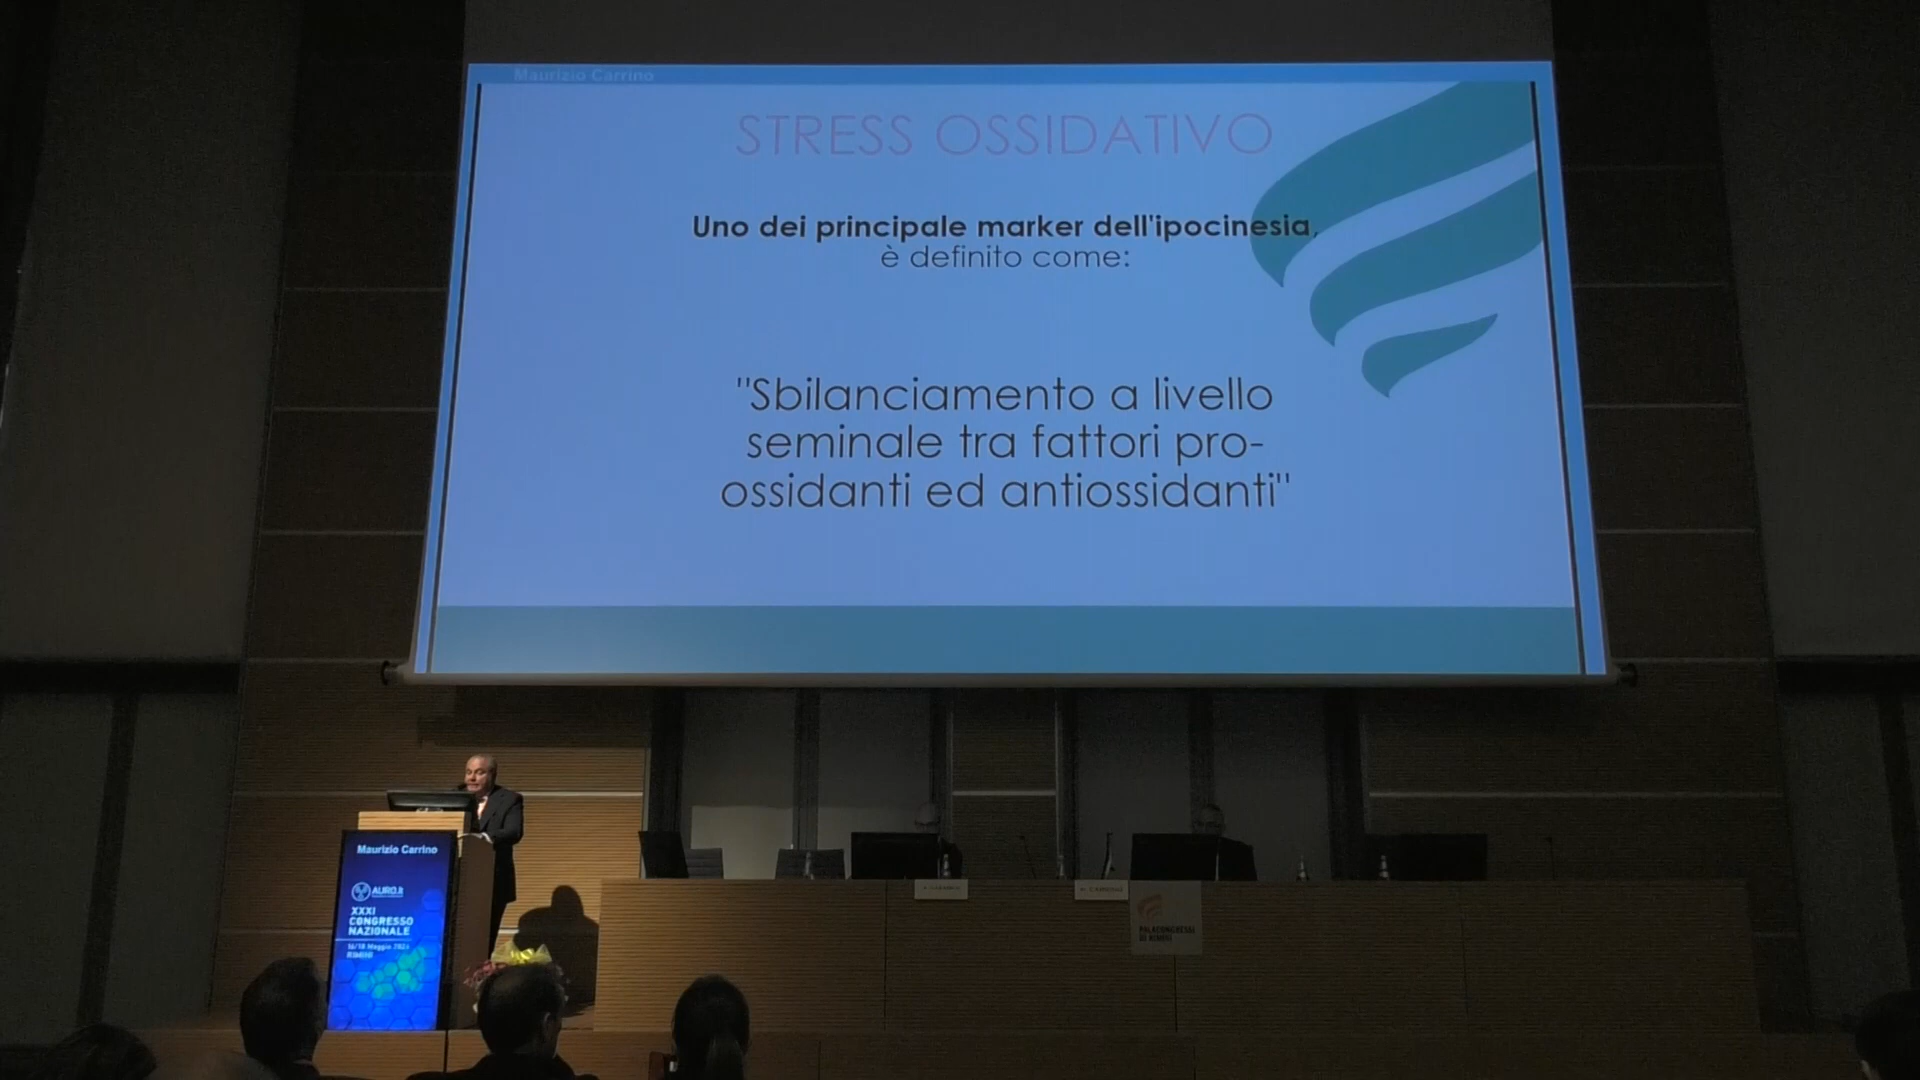 Maurizio Carrino
STRESS OSSIDATIVO
Uno dei principale marker dell'ipocinesia,
è definito come:
"Sbilanciamento a livello
seminale tra fattori pro-
ossidanti ed antiossidanti"
Maurizio Carrino
AURO.it
XXXI
CONGRESSO
NAZIONALE
RIMINI
PALACONGRESSI
DI RIMINI